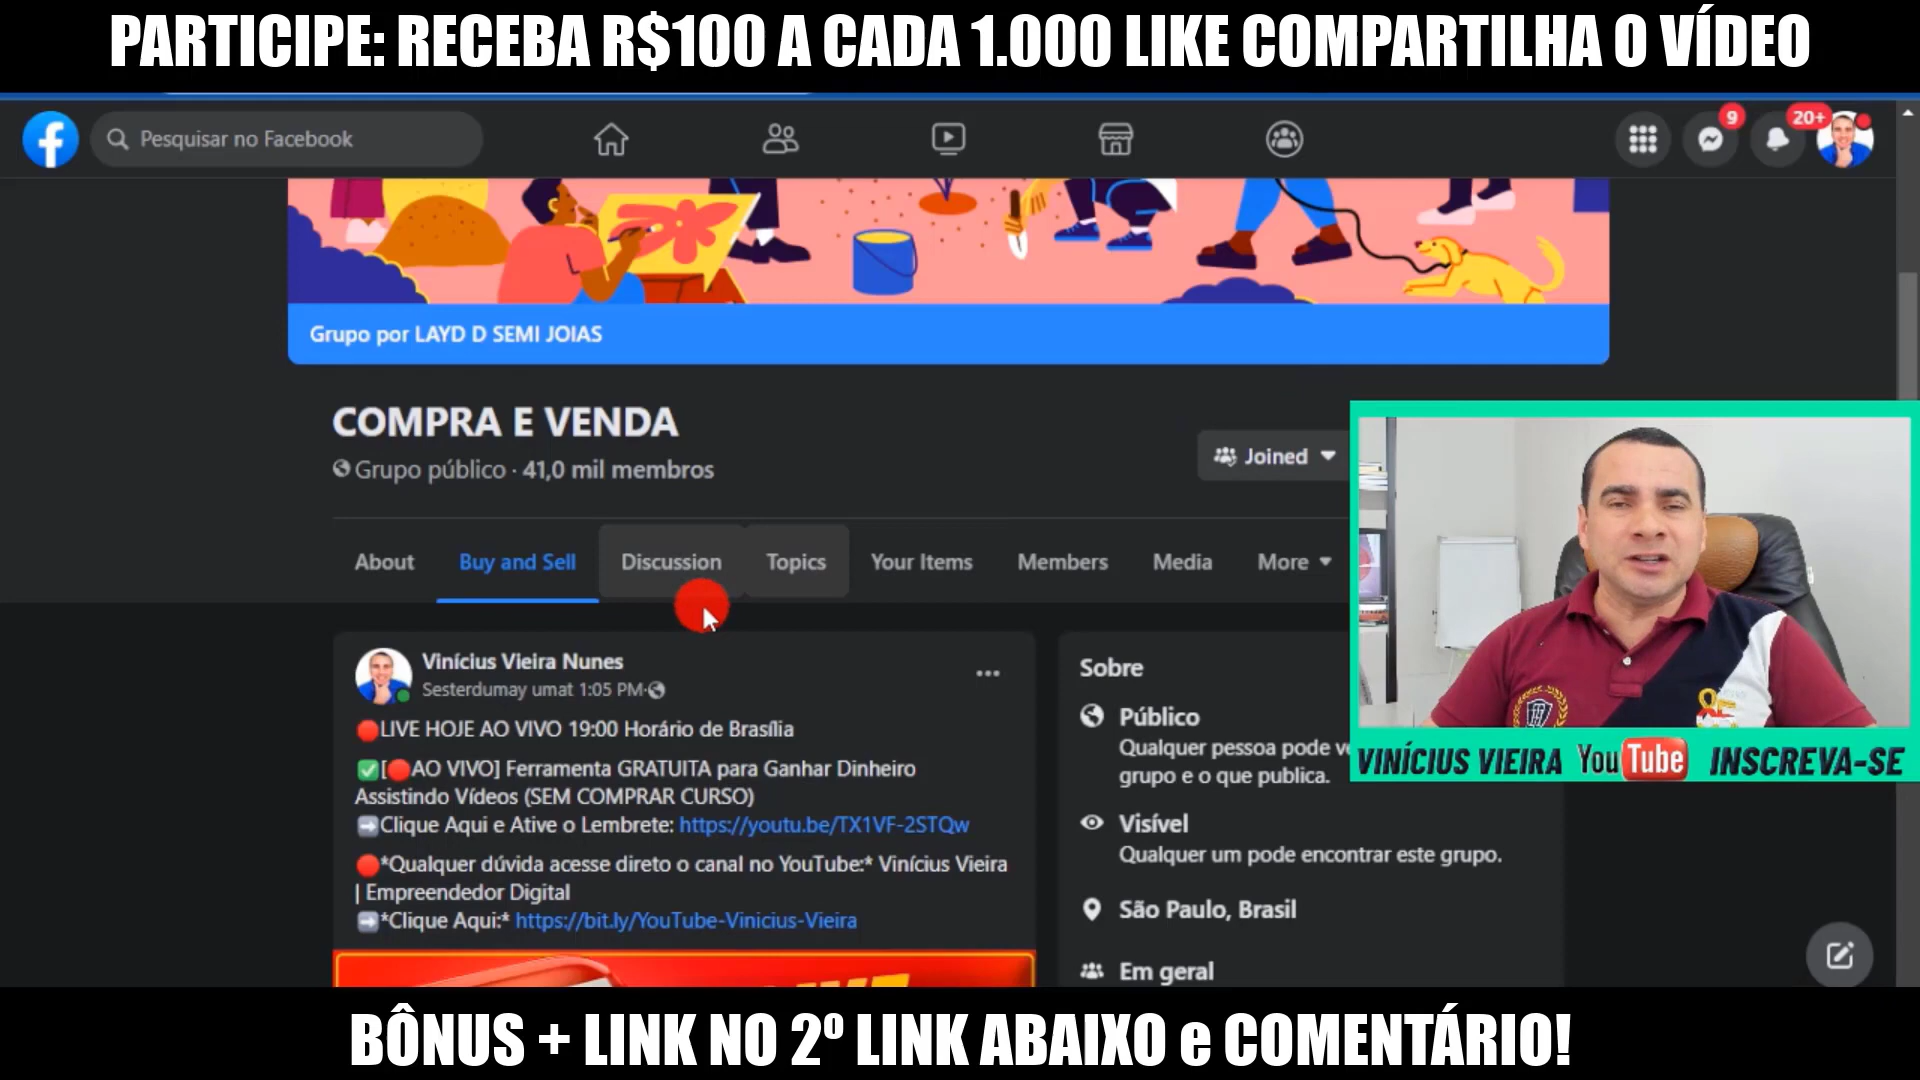 PARTICIPE: RECEBA R$100 A CADA 1.000 LIKE COMPARTILHA O VÍDEO
Pesquisar no Facebook
9
20+
Grupo por LAYD D SEMI JOIAS
COMPRA E VENDA
Grupo público · 41,0 mil membros
Joined
About
Buy and Sell
Discussion
Topics
Your Items
Members
Media
More
Vinícius Vieira Nunes
Sesterdumay umat 1:05 PM·
LIVE HOJE AO VIVO 19:00 Horário de Brasília
[AO VIVO] Ferramenta GRATUITA para Ganhar Dinheiro
Assistindo Vídeos (SEM COMPRAR CURSO)
Clique Aqui e Ative o Lembrete: https://youtu.be/TX1VF-2STQw
*Qualquer dúvida acesse direto o canal no YouTube:* Vinícius Vieira
| Empreendedor Digital
*Clique Aqui:* https://bit.ly/YouTube-Vinicius-Vieira
Sobre
Público
Qualquer pessoa pode
grupo e o que publica.
Visível
Qualquer um pode encontrar este grupo.
São Paulo, Brasil
Em geral
VINÍCIUS VIEIRA YouTube INSCREVA-SE
BÔNUS + LINK NO 2º LINK ABAIXO e COMENTÁRIO!